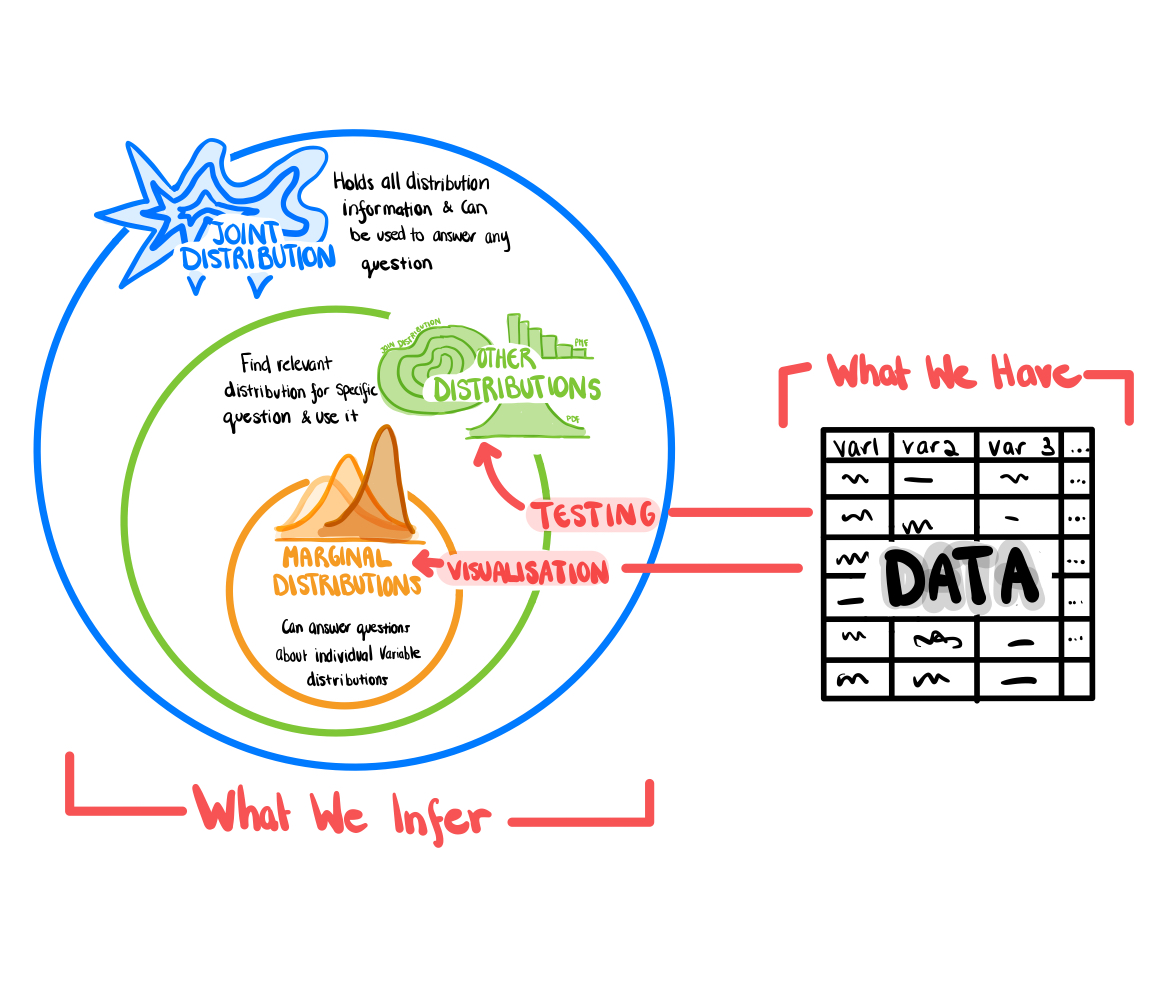 JOINT
DISTRIBUTION
Holds all distribution
information & can
be used to answer any
question
Find relevant
distribution for specific
question & use it
JOIN DISTRIBUTION
PMF
OTHER
DISTRIBUTIONS
PDF
MARGINAL
DISTRIBUTIONS
Can answer questions
about individual variable
distributions
TESTING
VISUALISATION
What We Infer
What We Have
var1 var2 var 3 ...
...
...
...
DATA
...
...